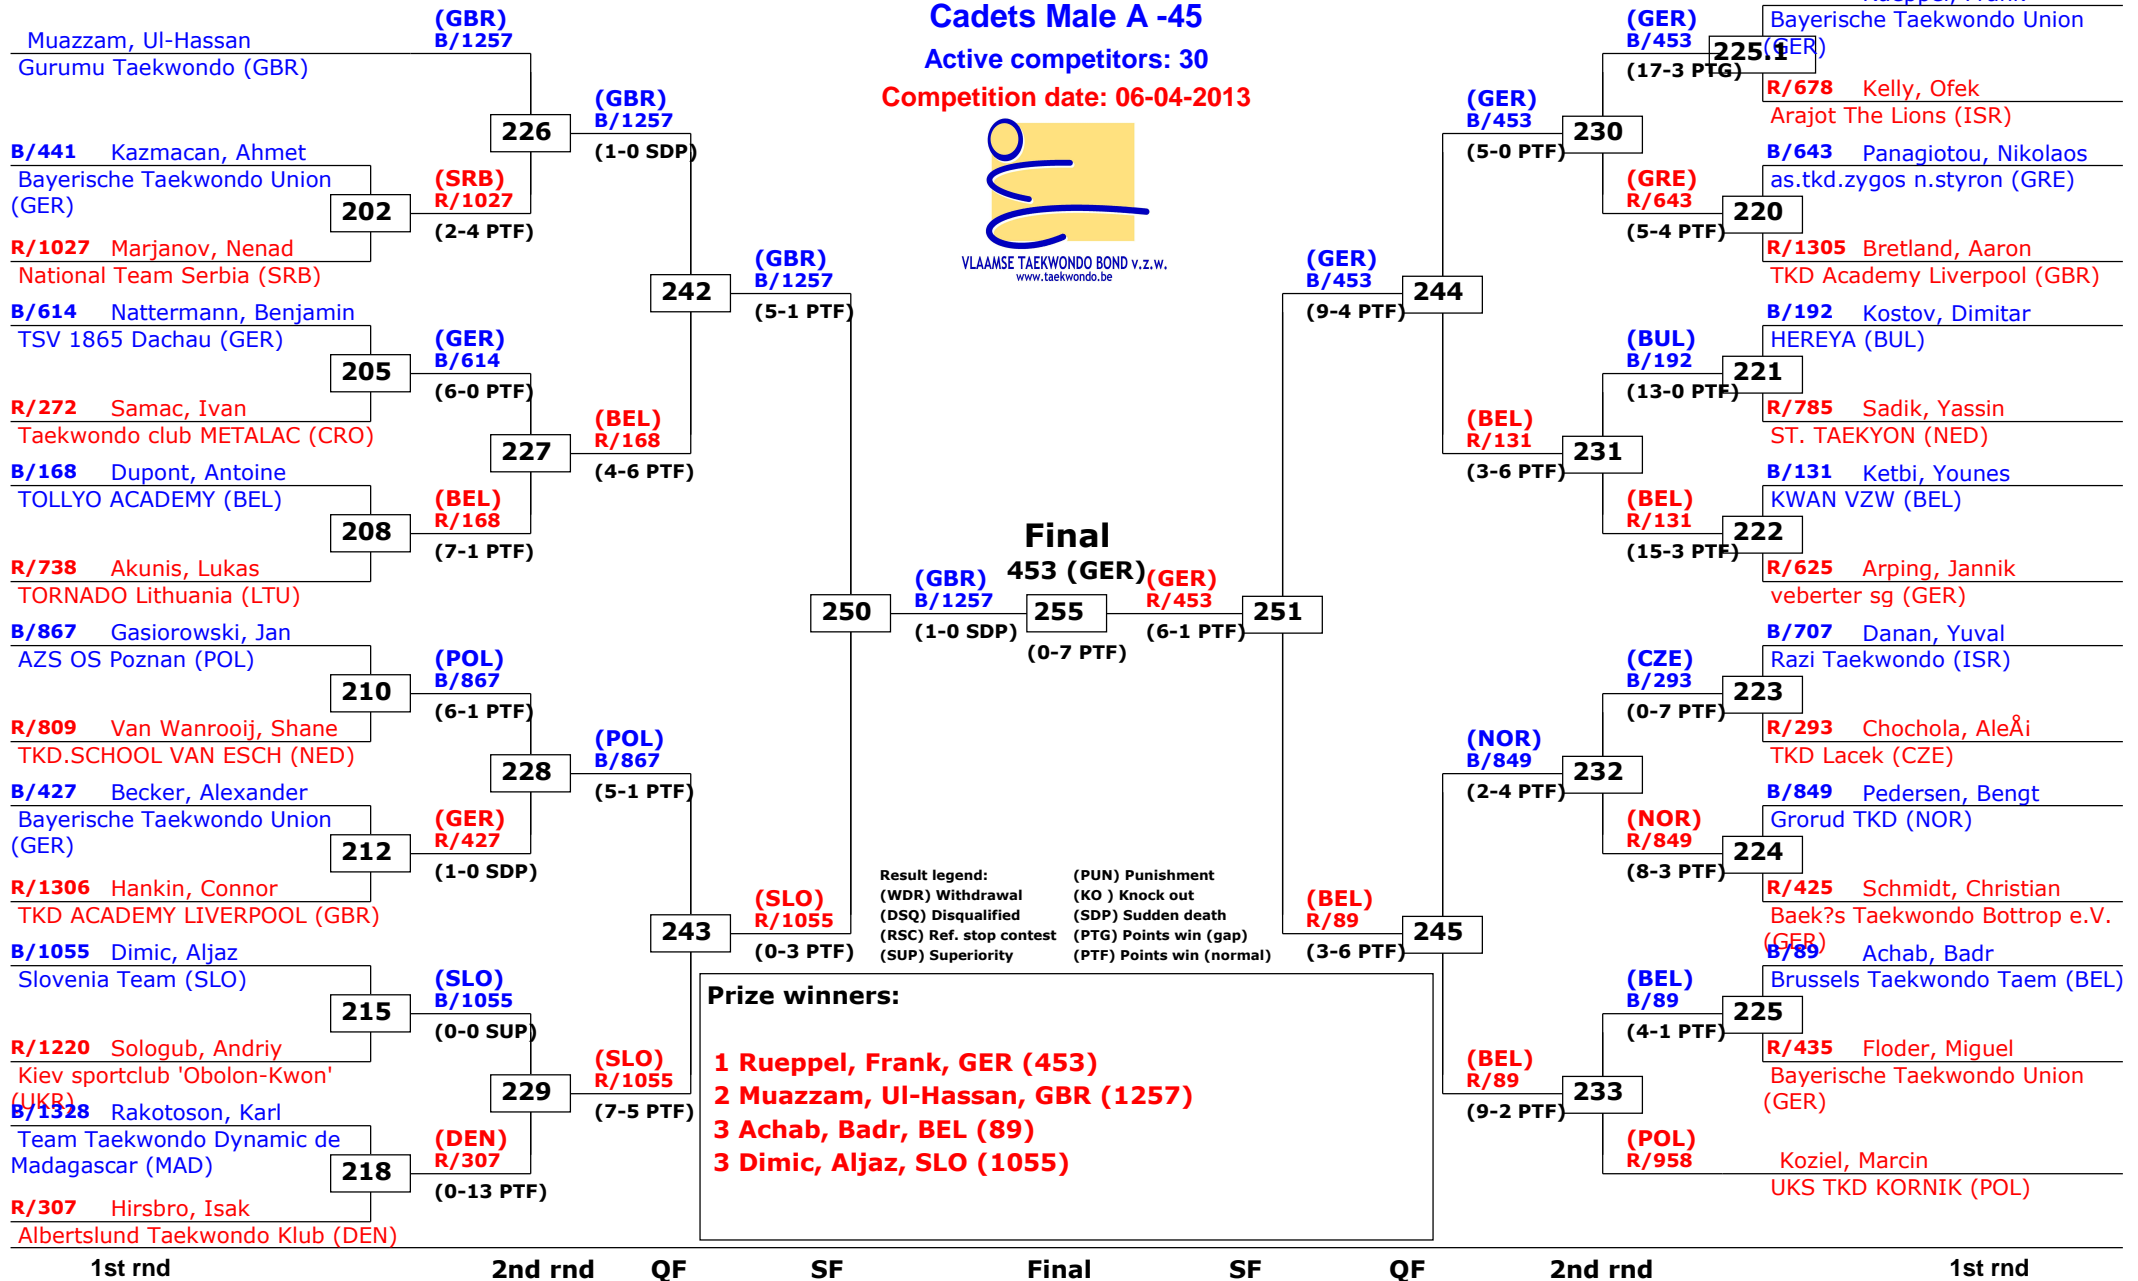 Cadets Male A -45
Active competitors: 30
Competition date: 06-04-2013
VLAAMSE TAEKWONDO BOND v.z.w.
www.taekwondo.be
Muazzam, Ul-Hassan
Gurumu Taekwondo (GBR)
B/441 Kazmacan, Ahmet
Bayerische Taekwondo Union
(GER)
202
R/1027 Marjanov, Nenad
National Team Serbia (SRB)
B/614 Nattermann, Benjamin
TSV 1865 Dachau (GER)
205
R/272 Samac, Ivan
Taekwondo club METALAC (CRO)
B/168 Dupont, Antoine
TOLLYO ACADEMY (BEL)
208
R/738 Akunis, Lukas
TORNADO Lithuania (LTU)
B/867 Gasiorowski, Jan
AZS OS Poznan (POL)
210
R/809 Van Wanrooij, Shane
TKD.SCHOOL VAN ESCH (NED)
B/427 Becker, Alexander
Bayerische Taekwondo Union
(GER)
212
R/1306 Hankin, Connor
TKD ACADEMY LIVERPOOL (GBR)
B/1055 Dimic, Aljaz
Slovenia Team (SLO)
215
R/1220 Sologub, Andriy
Kiev sportclub 'Obolon-Kwon'
(UKR)
B/1328 Rakotoson, Karl
Team Taekwondo Dynamic de
Madagascar (MAD)
218
R/307 Hirsbro, Isak
Albertslund Taekwondo Klub (DEN)
(GBR)
B/1257
226
(SRB)
R/1027
(2-4 PTF)
(GER)
B/614
(6-0 PTF)
227
(BEL)
R/168
(7-1 PTF)
(POL)
B/867
(6-1 PTF)
228
(GER)
R/427
(1-0 SDP)
(SLO)
B/1055
(0-0 SUP)
229
(DEN)
R/307
(0-13 PTF)
(GBR)
B/1257
(1-0 SDP)
242
(BEL)
R/168
(4-6 PTF)
(POL)
B/867
(5-1 PTF)
243
(SLO)
R/1055
(7-5 PTF)
(GBR)
B/1257
(5-1 PTF)
250
(SLO)
R/1055
(0-3 PTF)
Final
453 (GER)
(GBR)
B/1257
(1-0 SDP)
255
(0-7 PTF)
(GER)
R/453
(6-1 PTF)
251
(GER)
B/453
(9-4 PTF)
244
(BEL)
R/89
(3-6 PTF)
245
(GER)
B/453
(5-0 PTF)
230
(BEL)
R/131
(3-6 PTF)
231
(NOR)
B/849
(2-4 PTF)
232
(BEL)
R/89
(9-2 PTF)
233
(GER)
B/453
(17-3 PTG)
225.1
(GRE)
R/643
(5-4 PTF)
220
(BUL)
B/192
(13-0 PTF)
221
(BEL)
R/131
(15-3 PTF)
222
(CZE)
B/293
(0-7 PTF)
223
(NOR)
R/849
(8-3 PTF)
224
(BEL)
B/89
(4-1 PTF)
225
(POL)
R/958
Bayerische Taekwondo Union
(GER)
R/678 Kelly, Ofek
Arajot The Lions (ISR)
B/643 Panagiotou, Nikolaos
as.tkd.zygos n.styron (GRE)
R/1305 Bretland, Aaron
TKD Academy Liverpool (GBR)
B/192 Kostov, Dimitar
HEREYA (BUL)
R/785 Sadik, Yassin
ST. TAEKYON (NED)
B/131 Ketbi, Younes
KWAN VZW (BEL)
R/625 Arping, Jannik
veberter sg (GER)
B/707 Danan, Yuval
Razi Taekwondo (ISR)
R/293 Chochola, AleÅi
TKD Lacek (CZE)
B/849 Pedersen, Bengt
Grorud TKD (NOR)
R/425 Schmidt, Christian
Baek?s Taekwondo Bottrop e.V.
(GER)
B/89 Achab, Badr
Brussels Taekwondo Taem (BEL)
R/435 Floder, Miguel
Bayerische Taekwondo Union
(GER)
Koziel, Marcin
UKS TKD KORNIK (POL)
Result legend:
(WDR) Withdrawal
(DSQ) Disqualified
(RSC) Ref. stop contest
(SUP) Superiority
(PUN) Punishment
(KO ) Knock out
(SDP) Sudden death
(PTG) Points win (gap)
(PTF) Points win (normal)
Prize winners:
1 Rueppel, Frank, GER (453)
2 Muazzam, Ul-Hassan, GBR (1257)
3 Achab, Badr, BEL (89)
3 Dimic, Aljaz, SLO (1055)
1st rnd 2nd rnd QF SF Final SF QF 2nd rnd 1st rnd